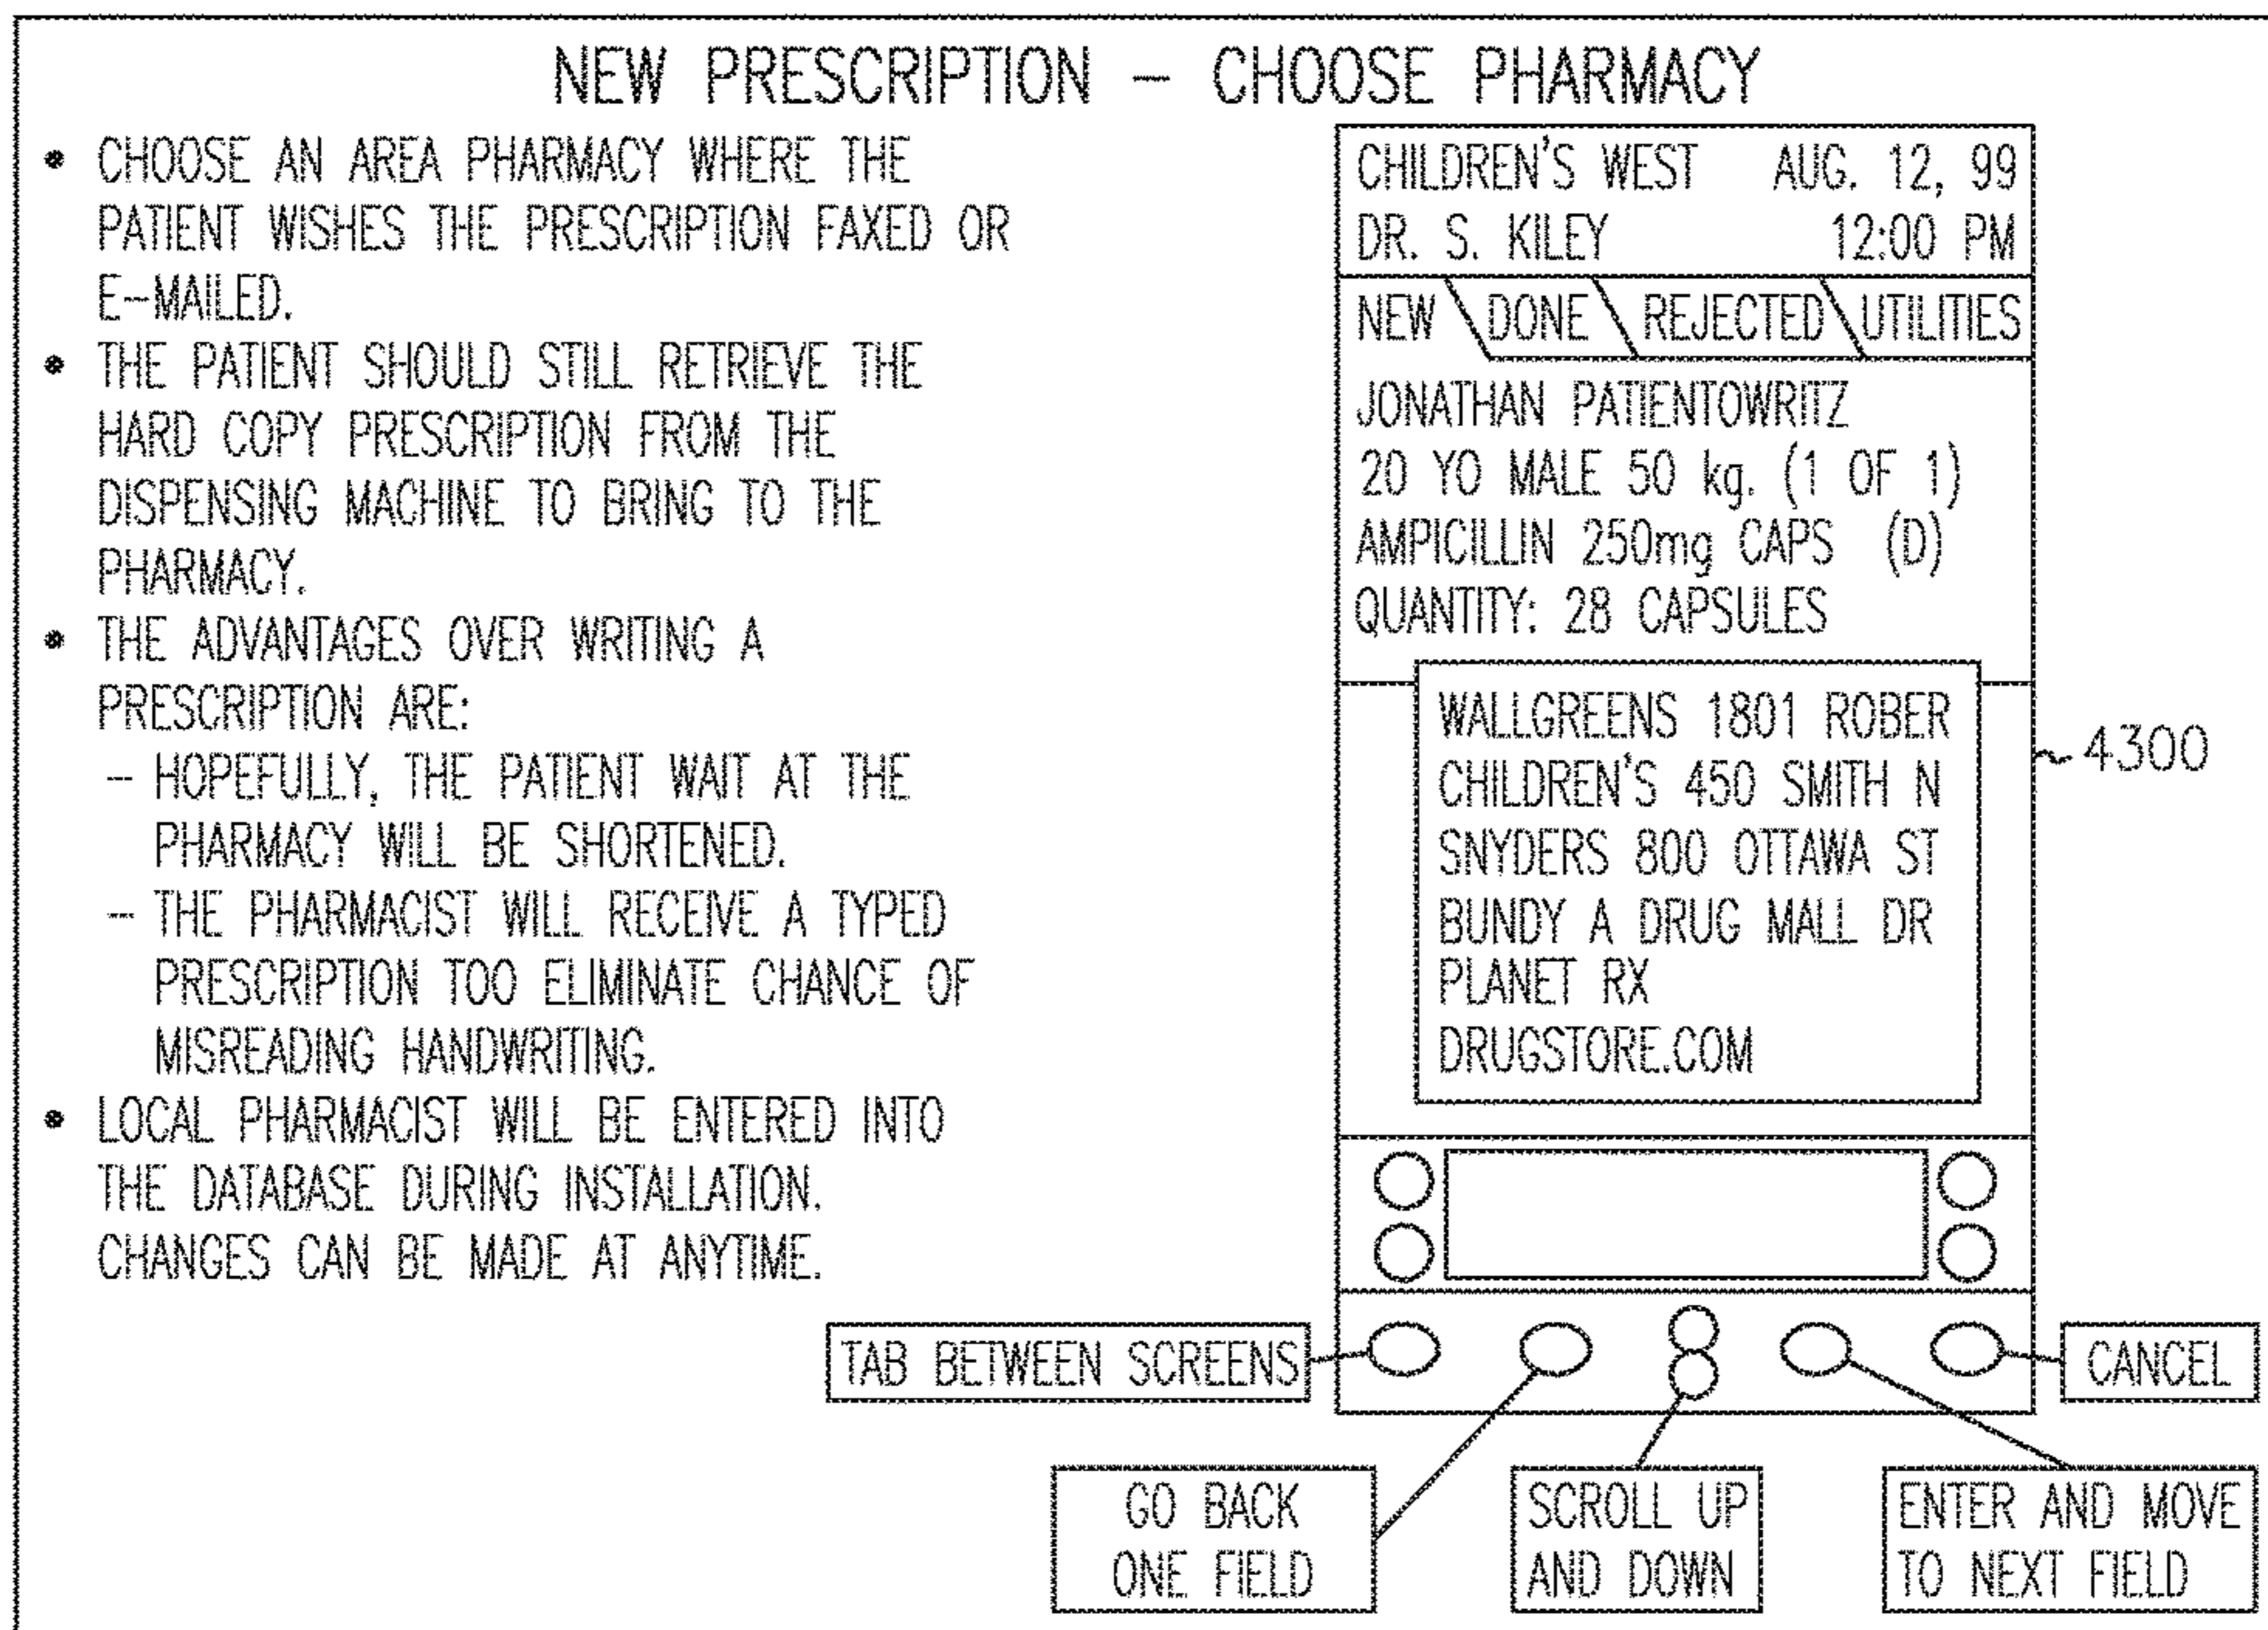 NEW PRESCRIPTION – CHOOSE PHARMACY
• CHOOSE AN AREA PHARMACY WHERE THE
PATIENT WISHES THE PRESCRIPTION FAXED OR
E-MAILED.
• THE PATIENT SHOULD STILL RETRIEVE THE
HARD COPY PRESCRIPTION FROM THE
DISPENSING MACHINE TO BRING TO THE
PHARMACY.
• THE ADVANTAGES OVER WRITING A
PRESCRIPTION ARE:
– HOPEFULLY, THE PATIENT WAIT AT THE
PHARMACY WILL BE SHORTENED.
– THE PHARMACIST WILL RECEIVE A TYPED
PRESCRIPTION TOO ELIMINATE CHANCE OF
MISREADING HANDWRITING.
• LOCAL PHARMACIST WILL BE ENTERED INTO
THE DATABASE DURING INSTALLATION.
CHANGES CAN BE MADE AT ANYTIME.
CHILDREN'S WEST AUG. 12, 99
DR. S. KILEY 12:00 PM
NEW DONE REJECTED UTILITIES
JONATHAN PATIENTOWRITZ
20 YO MALE 50 kg. (1 OF 1)
AMPICILLIN 250mg CAPS (D)
QUANTITY: 28 CAPSULES
WALLGREENS 1801 ROBER
CHILDREN'S 450 SMITH N
SNYDERS 800 OTTAWA ST
BUNDY A DRUG MALL DR
PLANET RX
DRUGSTORE.COM
4300
TAB BETWEEN SCREENS
CANCEL
GO BACK
ONE FIELD
SCROLL UP
AND DOWN
ENTER AND MOVE
TO NEXT FIELD